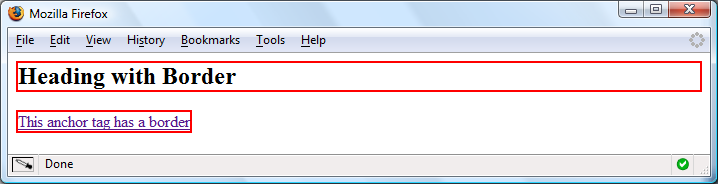 Mozilla Firefox
File Edit View History Bookmarks Tools Help
Heading with Border
This anchor tag has a border
Done